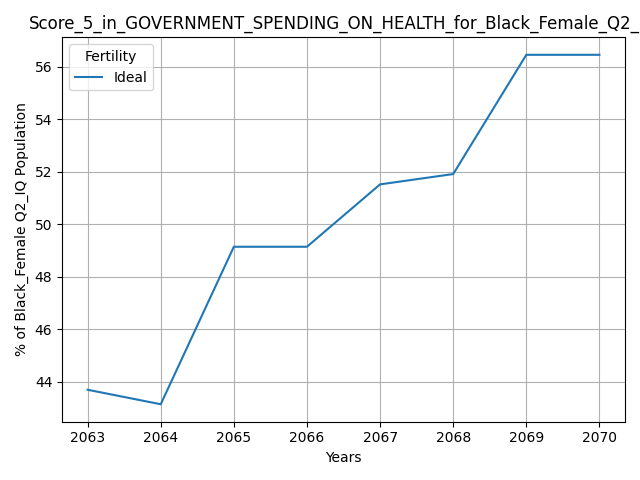 Score_5_in_GOVERNMENT_SPENDING_ON_HEALTH_for_Black_Female_Q2_
Fertility
Ideal
% of Black_Female Q2_IQ Population
56
54
52
50
48
46
44
2063 2064 2065 2066 2067 2068 2069 2070
Years